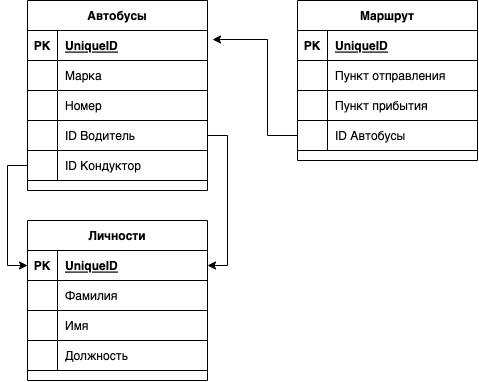 Автобусы
PK UniqueID
Марка
Номер
ID Водитель
ID Кондуктор
Маршрут
PK UniqueID
Пункт отправления
Пункт прибытия
ID Автобусы
Личности
PK UniqueID
Фамилия
Имя
Должность